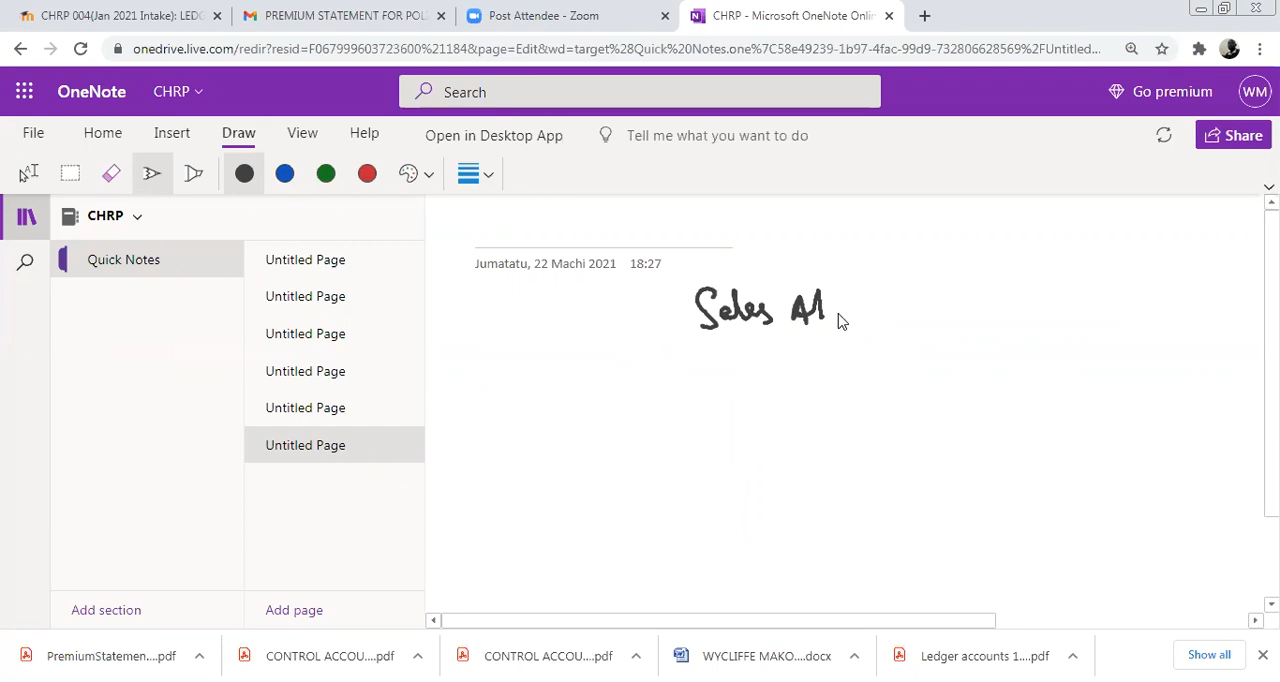 CHRP 004(Jan 2021 Intake): LED
PREMIUM STATEMENT FOR POL
Post Attendee - Zoom
CHRP - Microsoft OneNote Onlin
onedrive.live.com/redir?resid=F067999603723600%21184&page=Edit&wd=target%28Quick%20Notes.one%7C58e49239-1b97-4fac-99d9-732806628569%2FUntitled...
OneNote
CHRP
Search
Go premium
WM
File
Home
Insert
Draw
View
Help
Open in Desktop App
Tell me what you want to do
Share
CHRP
Quick Notes
Untitled Page
Untitled Page
Untitled Page
Untitled Page
Untitled Page
Untitled Page
Jumatatu, 22 Machi 2021 18:27
Sales
Add section
Add page
PremiumStatemen....pdf
CONTROL ACCOU....pdf
CONTROL ACCOU....pdf
WYCLIFFE MAKO....docx
Ledger accounts 1....pdf
Show all